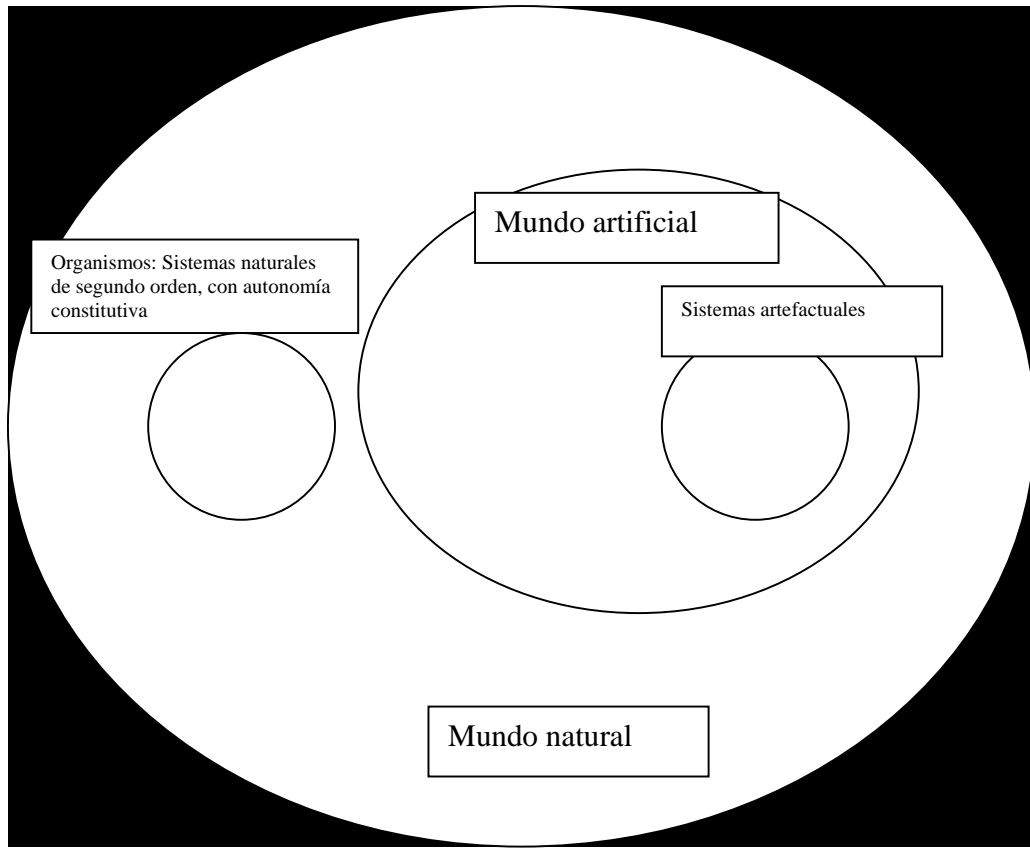 Mundo artificial
Organismos: Sistemas naturales
de segundo orden, con autonomía
constitutiva
Sistemas artefactuales
Mundo natural